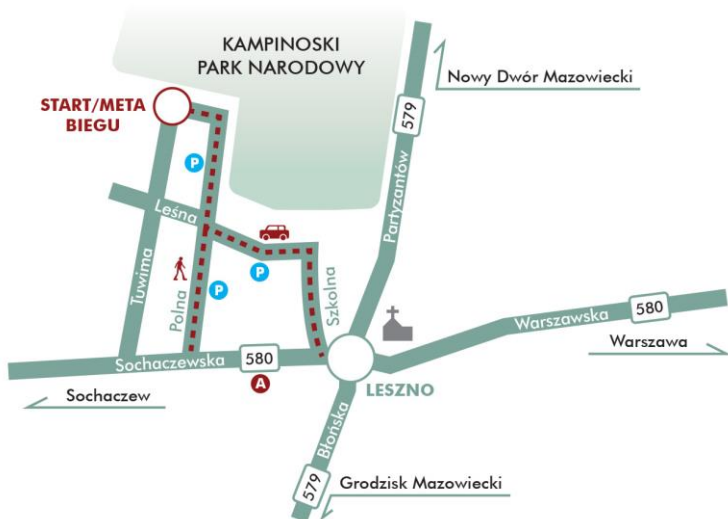 KAMPINOSKI
PARK NARODOWY
START/META
BIEGU
Nowy Dwór Mazowiecki
579
Partyzantów
P
Leśna
P
P
Tuwima
Polna
Szkolna
Warszawska
580
Warszawa
Sochaczewska
580
A
Sochaczew
LESZNO
Błońska
579
Grodzisk Mazowiecki